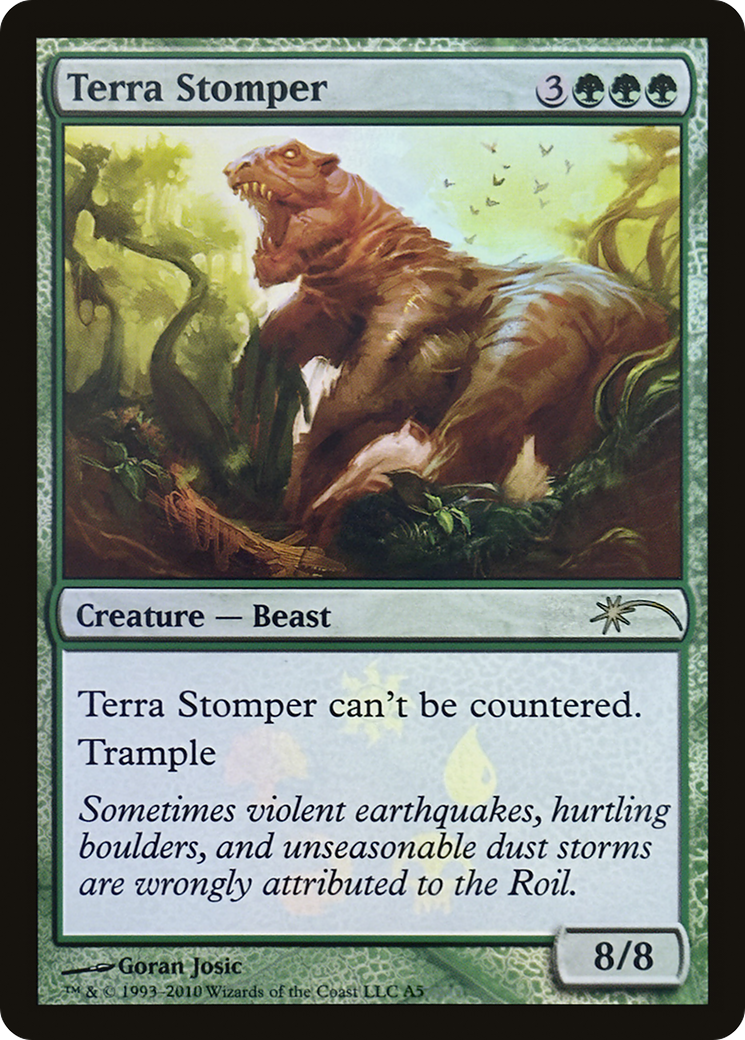 Terra Stomper 3
Creature — Beast
Terra Stomper can't be countered.
Trample
Sometimes violent earthquakes, hurtling
boulders, and unseasonable dust storms
are wrongly attributed to the Roil.
8/8
Goran Josic
™ & © 1993–2010 Wizards of the Coast LLC A5